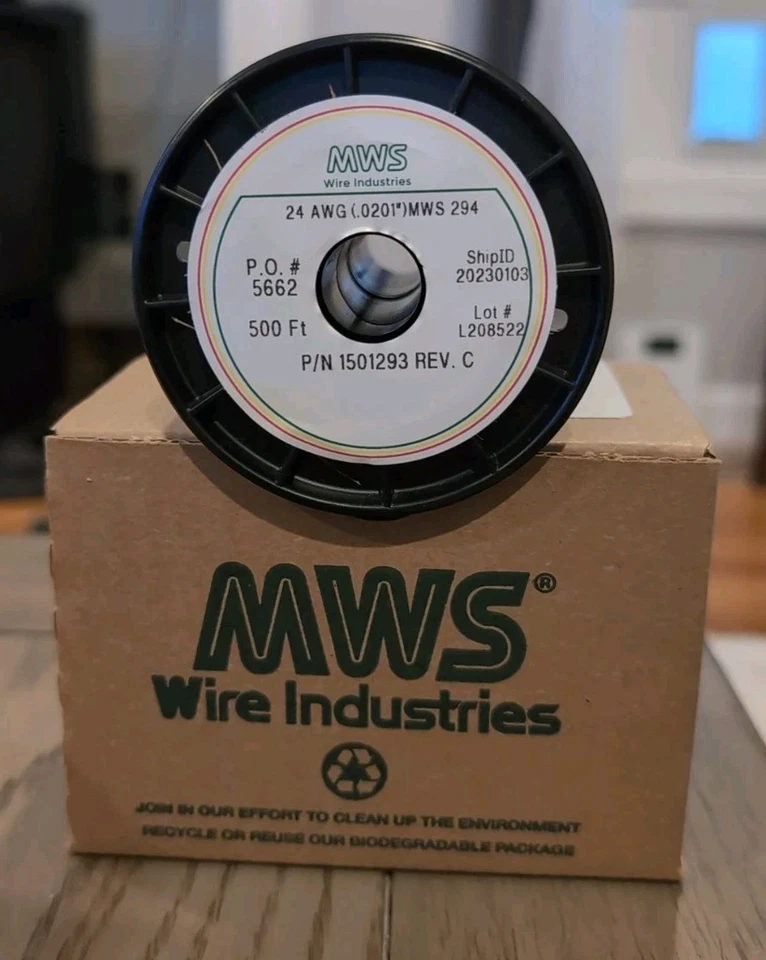 MWS
Wire Industries
24 AWG (.0201")MWS 294
P.O. #
5662
ShipID
20230103
500 Ft
Lot #
L208522
P/N 1501293 REV. C
MWS®
Wire Industries
JOIN IN OUR EFFORT TO CLEAN UP THE ENVIRONMENT
RECYCLE OR REUSE OUR BIODEGRADABLE PACKAGE